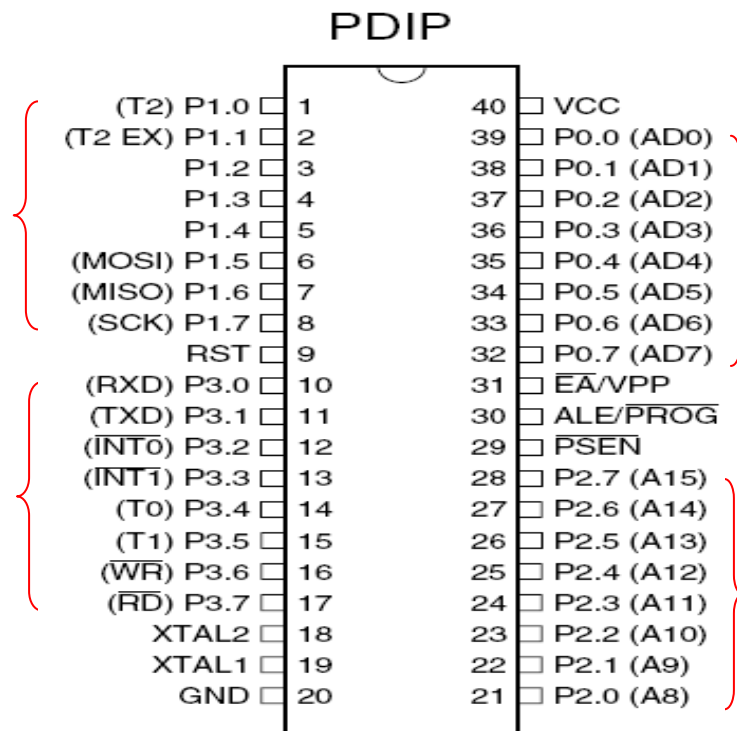 PDIP
(T2) P1.0 1 40 VCC
(T2 EX) P1.1 2 39 P0.0 (AD0)
P1.2 3 38 P0.1 (AD1)
P1.3 4 37 P0.2 (AD2)
P1.4 5 36 P0.3 (AD3)
(MOSI) P1.5 6 35 P0.4 (AD4)
(MISO) P1.6 7 34 P0.5 (AD5)
(SCK) P1.7 8 33 P0.6 (AD6)
RST 9 32 P0.7 (AD7)
(RXD) P3.0 10 31 E̅A̅/VPP
(TXD) P3.1 11 30 ALE/P̅R̅O̅G̅
(I̅N̅T̅0̅) P3.2 12 29 P̅S̅E̅N̅
(I̅N̅T̅1̅) P3.3 13 28 P2.7 (A15)
(T0) P3.4 14 27 P2.6 (A14)
(T1) P3.5 15 26 P2.5 (A13)
(W̅R̅) P3.6 16 25 P2.4 (A12)
(R̅D̅) P3.7 17 24 P2.3 (A11)
XTAL2 18 23 P2.2 (A10)
XTAL1 19 22 P2.1 (A9)
GND 20 21 P2.0 (A8)